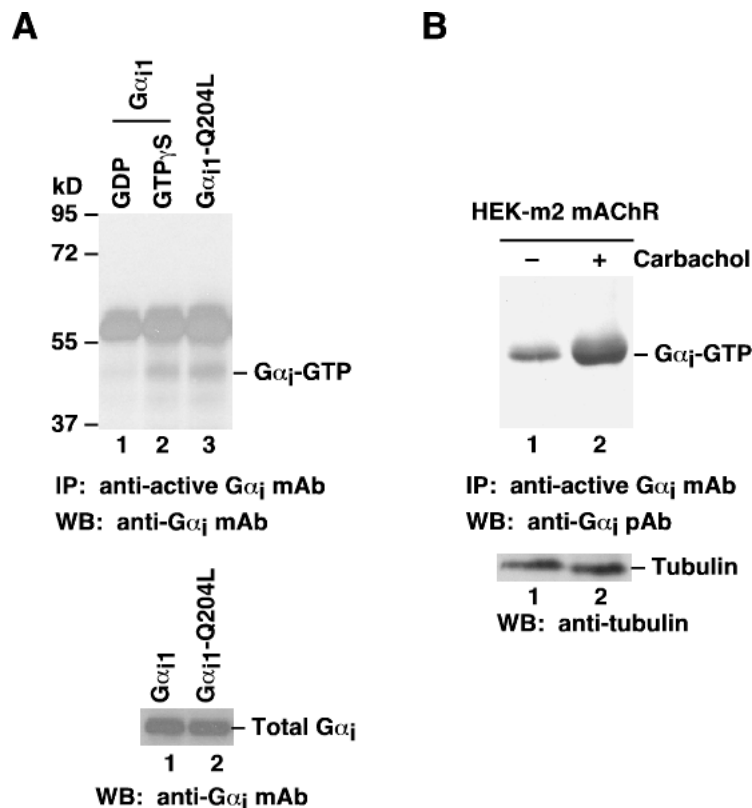 A
Gαi1
GDP
GTPγS
Gαi1-Q204L
kD
95
72
55
37
Gαi-GTP
1 2 3
IP: anti-active Gαi mAb
WB: anti-Gαi mAb
Gαi1
Gαi1-Q204L
Total Gαi
1 2
WB: anti-Gαi mAb
B
HEK-m2 mAChR
– + Carbachol
Gαi-GTP
1 2
IP: anti-active Gαi mAb
WB: anti-Gαi pAb
Tubulin
1 2
WB: anti-tubulin